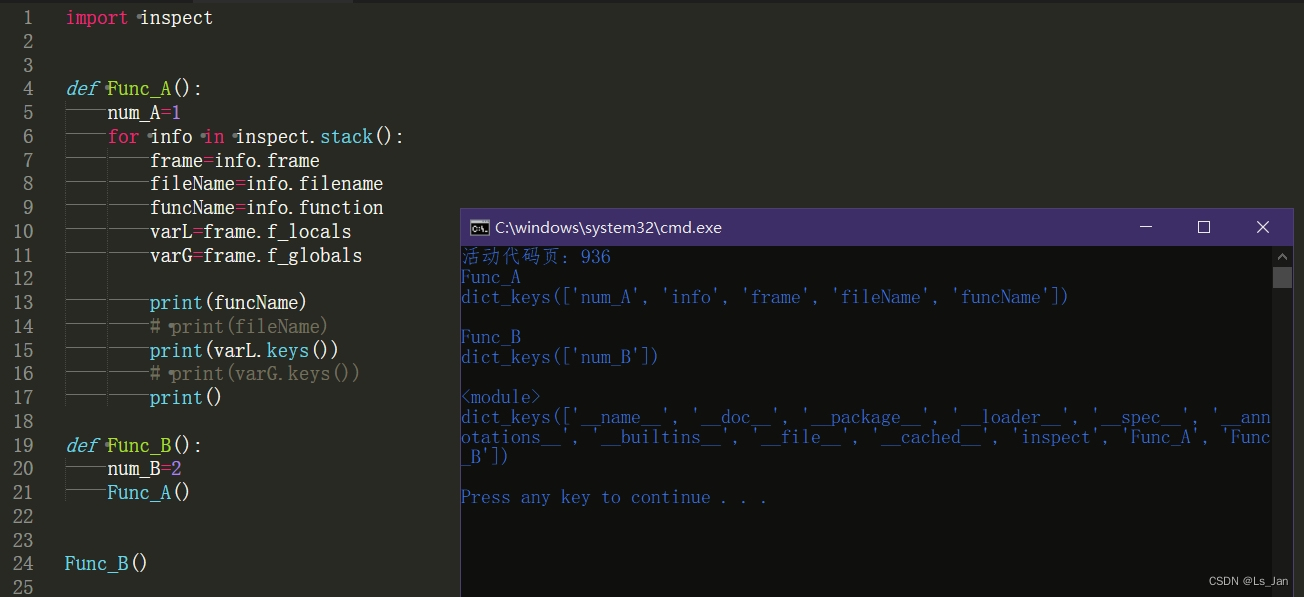 1 import inspect
2
3
4 def Func_A():
5 num_A=1
6 for info in inspect.stack():
7 frame=info.frame
8 fileName=info.filename
9 funcName=info.function
10 varL=frame.f_locals
11 varG=frame.f_globals
12
13 print(funcName)
14 # print(fileName)
15 print(varL.keys())
16 # print(varG.keys())
17 print()
18
19 def Func_B():
20 num_B=2
21 Func_A()
22
23
24 Func_B()
25
C:\windows\system32\cmd.exe
活动代码页: 936
Func_A
dict_keys(['num_A', 'info', 'frame', 'fileName', 'funcName'])
Func_B
dict_keys(['num_B'])
<module>
dict_keys(['__name__', '__doc__', '__package__', '__loader__', '__spec__', '__ann
otations__', '__builtins__', '__file__', '__cached__', 'inspect', 'Func_A', 'Func
_B'])
Press any key to continue . . .
CSDN @Ls_Jan